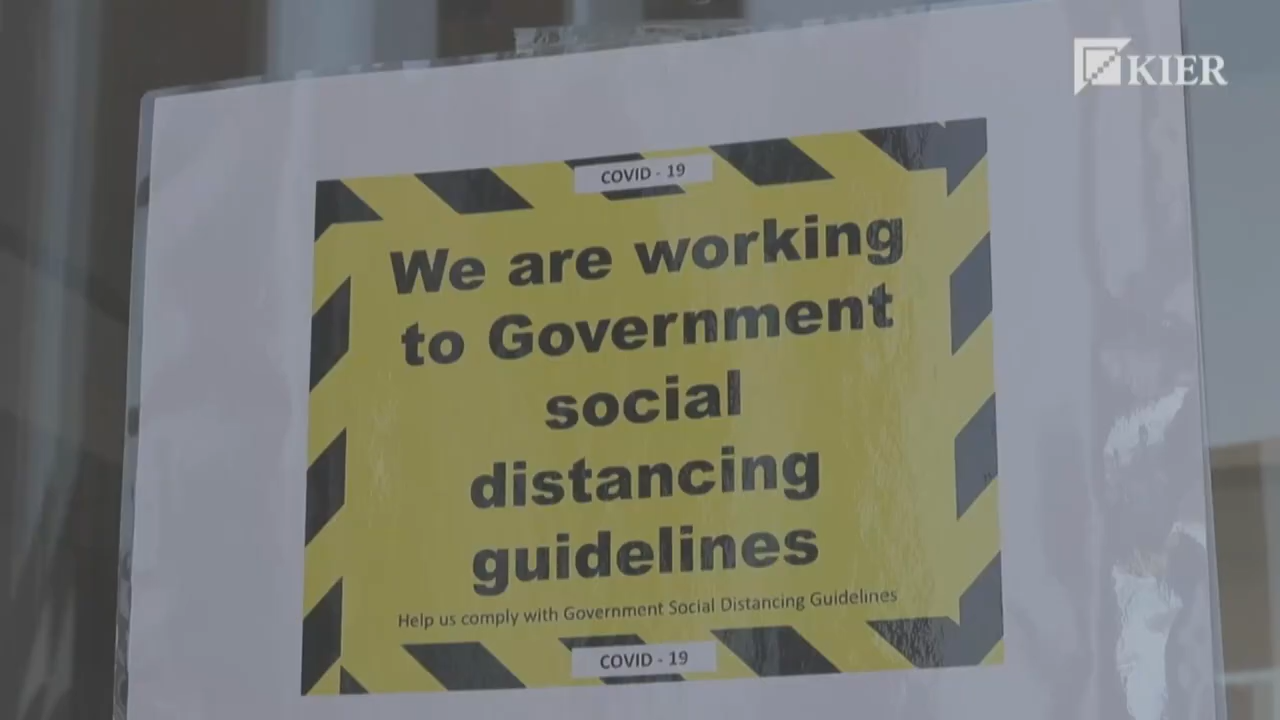 KIER
COVID - 19
We are working
to Government
social
distancing
guidelines
Help us comply with Government Social Distancing Guidelines
COVID - 19